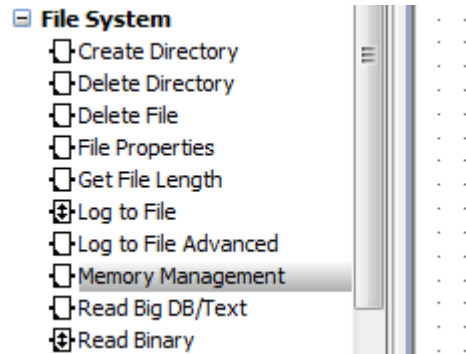 File System
Create Directory
Delete Directory
Delete File
File Properties
Get File Length
Log to File
Log to File Advanced
Memory Management
Read Big DB/Text
Read Binary